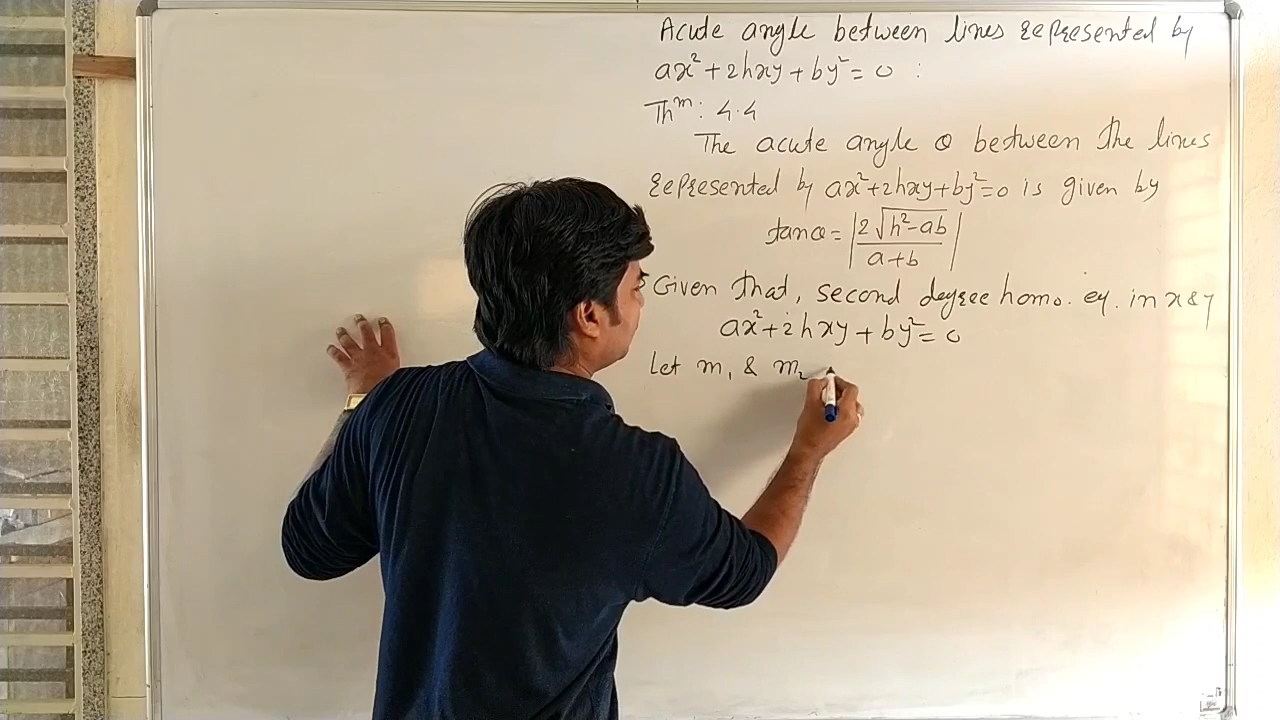 Acute angle between lines represented by
ax²+2hxy+by²=0 :
Thᵐ: 4.4
The acute angle θ between the lines
represented by ax²+2hxy+by²=0 is given by
tanθ=|2√(h²-ab)/(a+b)|
Given that, second degree homo. eq. in x & y
ax²+2hxy+by²=0
Let m₁ & m₂